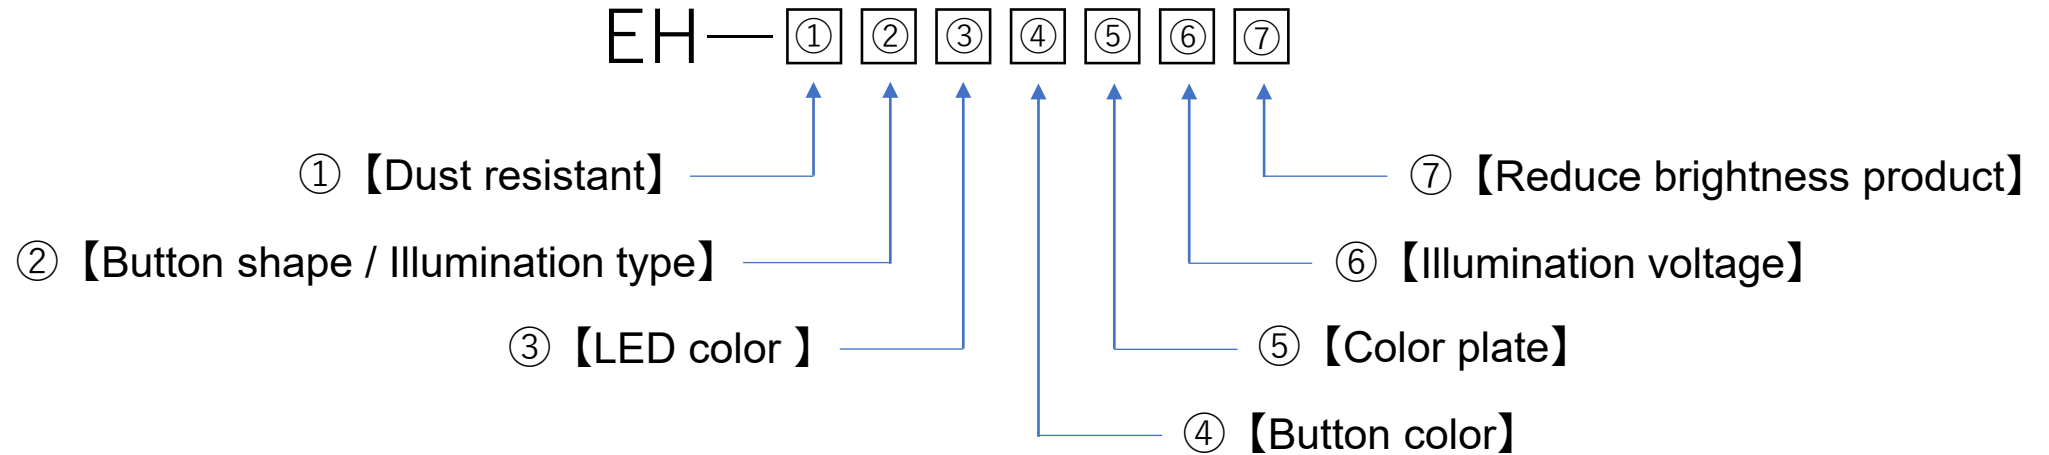 EH—①②③④⑤⑥⑦
①【Dust resistant】
⑦【Reduce brightness product】
②【Button shape / Illumination type】
⑥【Illumination voltage】
③【LED color 】
⑤【Color plate】
④【Button color】